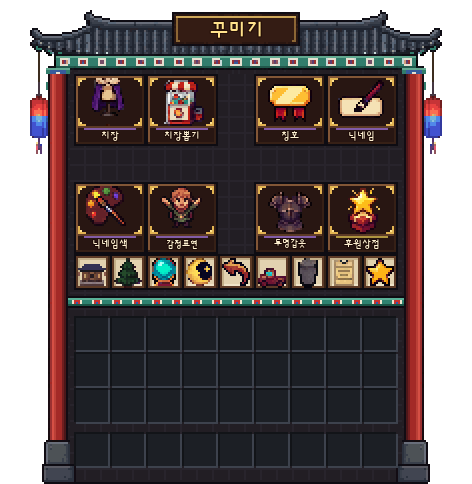 꾸미기
치장
치장뽑기
칭호
닉네임
닉네임색
감정표현
투명갑옷
후원상점